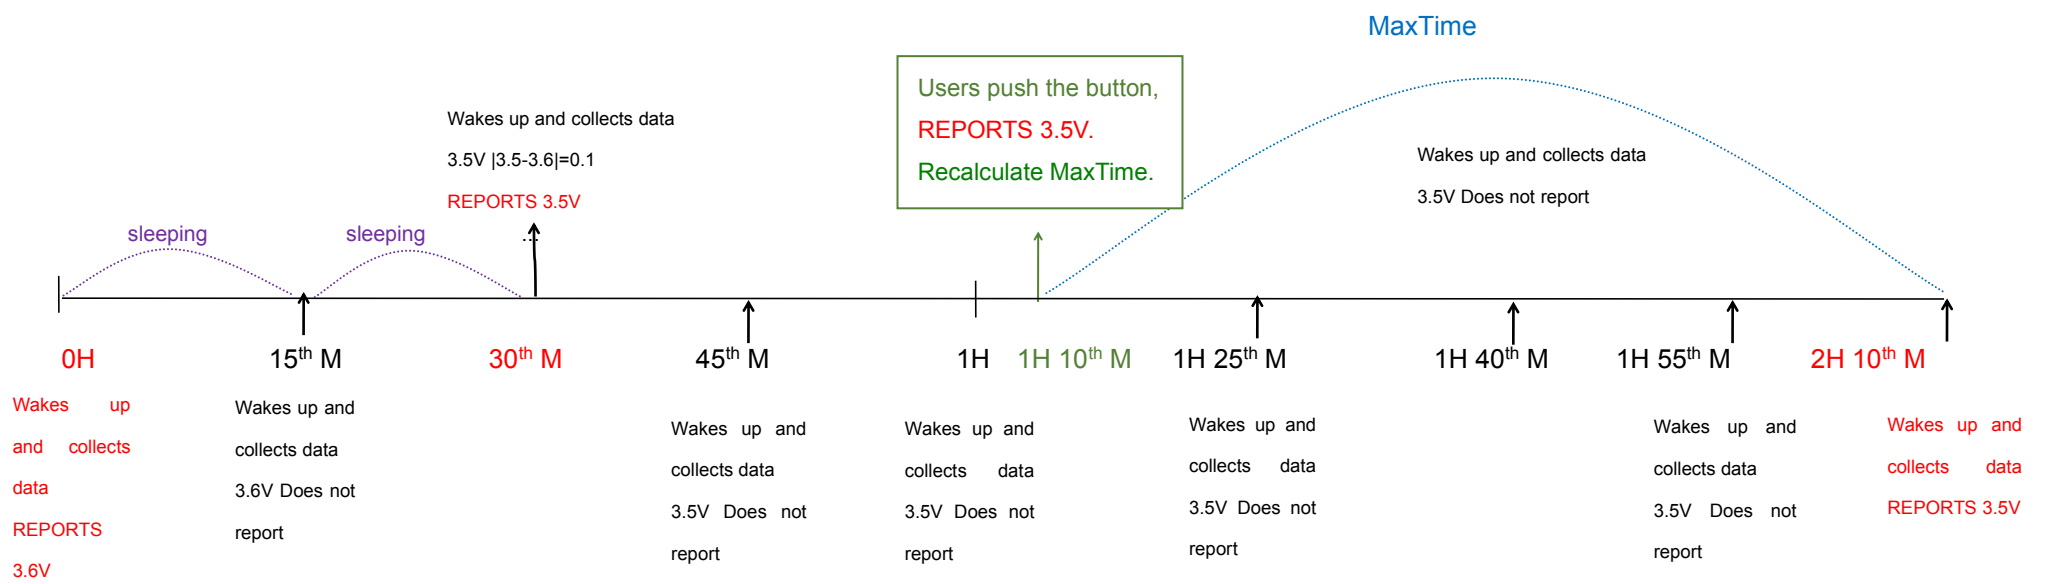 MaxTime
Users push the button,
REPORTS 3.5V.
Recalculate MaxTime.
Wakes up and collects data
3.5V |3.5-3.6|=0.1
REPORTS 3.5V
Wakes up and collects data
3.5V Does not report
sleeping
sleeping
...
0H
15th M
30th M
45th M
1H
1H 10th M
1H 25th M
1H 40th M
1H 55th M
2H 10th M
Wakes up
and collects
data
REPORTS
3.6V
Wakes up and
collects data
3.6V Does not
report
Wakes up and
collects data
3.5V Does not
report
Wakes up and
collects data
3.5V Does not
report
Wakes up and
collects data
3.5V Does not
report
Wakes up and
collects data
3.5V Does not
report
Wakes up and
collects data
REPORTS 3.5V